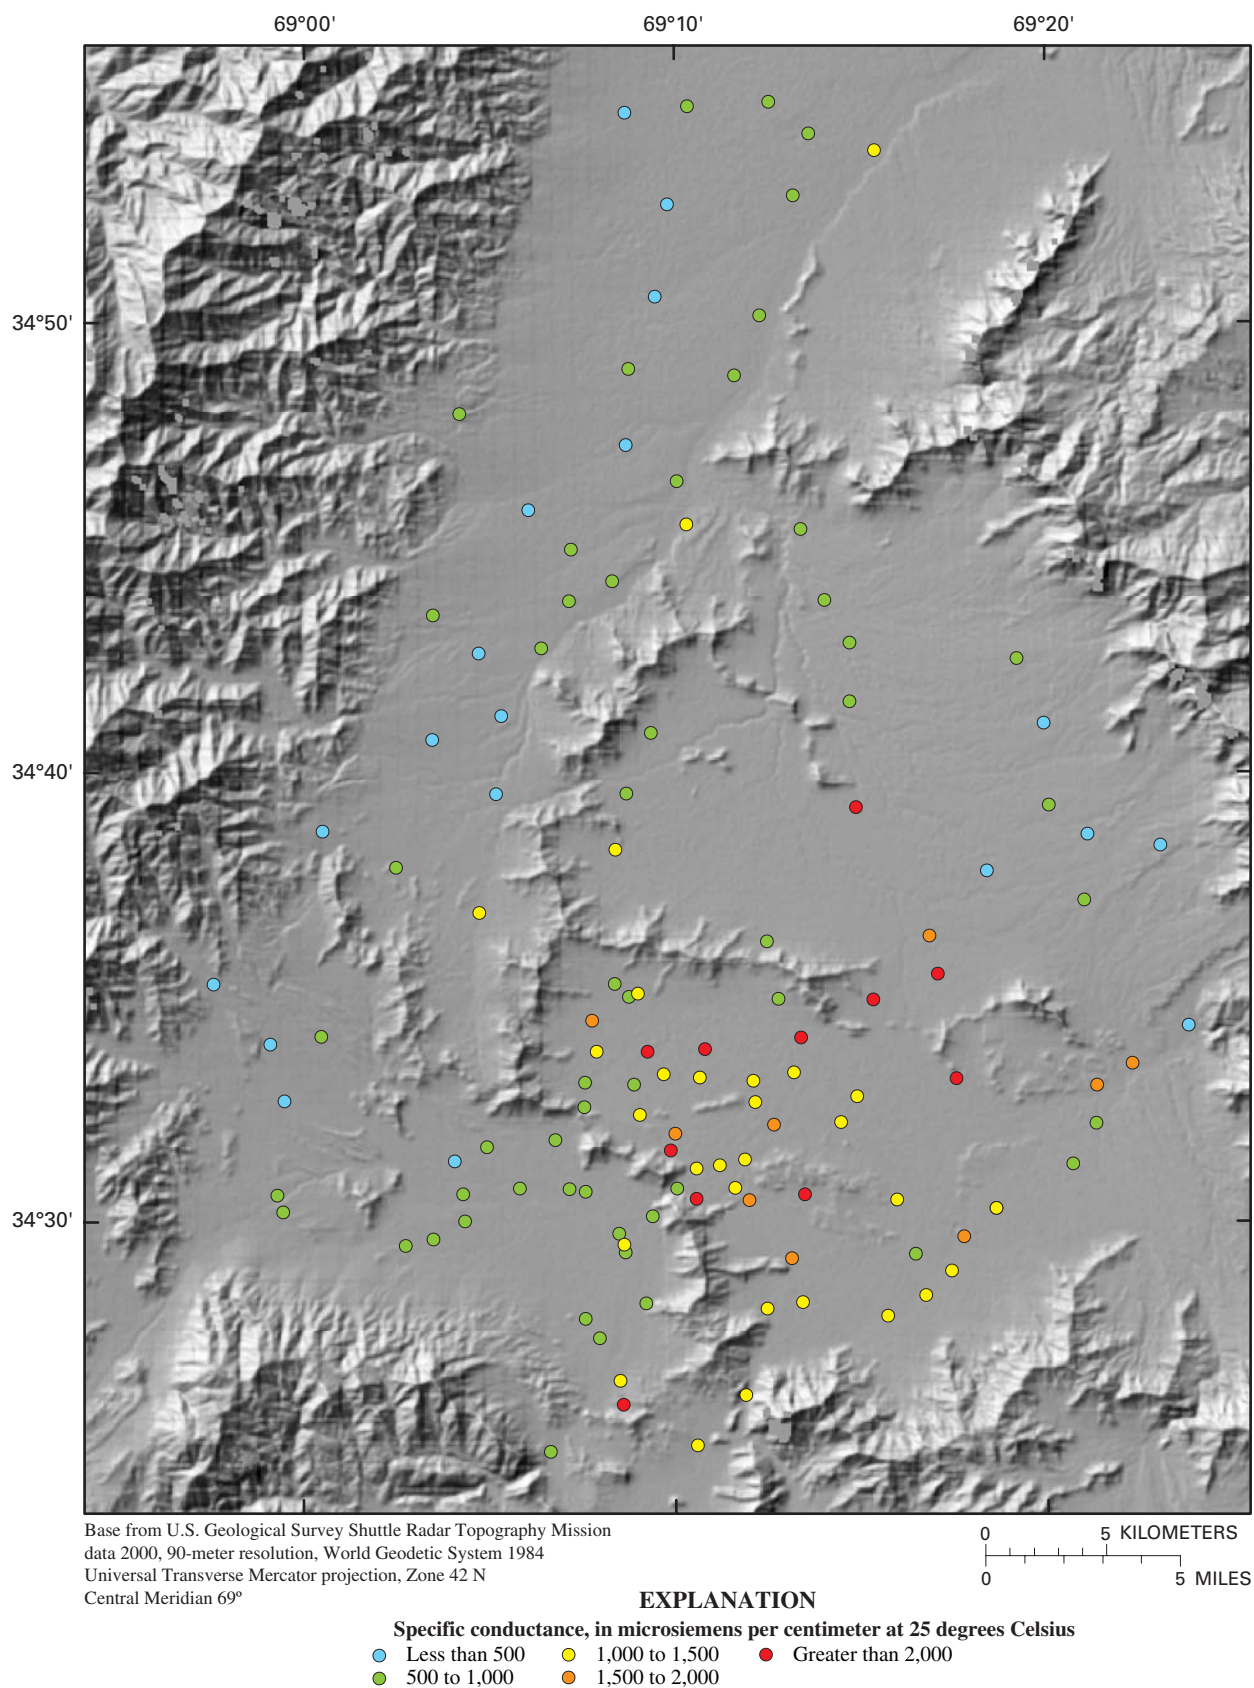 69°00' 69°10' 69°20'
34°50'
34°40'
34°30'
Base from U.S. Geological Survey Shuttle Radar Topography Mission
data 2000, 90-meter resolution, World Geodetic System 1984
Universal Transverse Mercator projection, Zone 42 N
Central Meridian 69º
0 5 KILOMETERS
0 5 MILES
EXPLANATION
Specific conductance, in microsiemens per centimeter at 25 degrees Celsius
Less than 500 1,000 to 1,500 Greater than 2,000
500 to 1,000 1,500 to 2,000